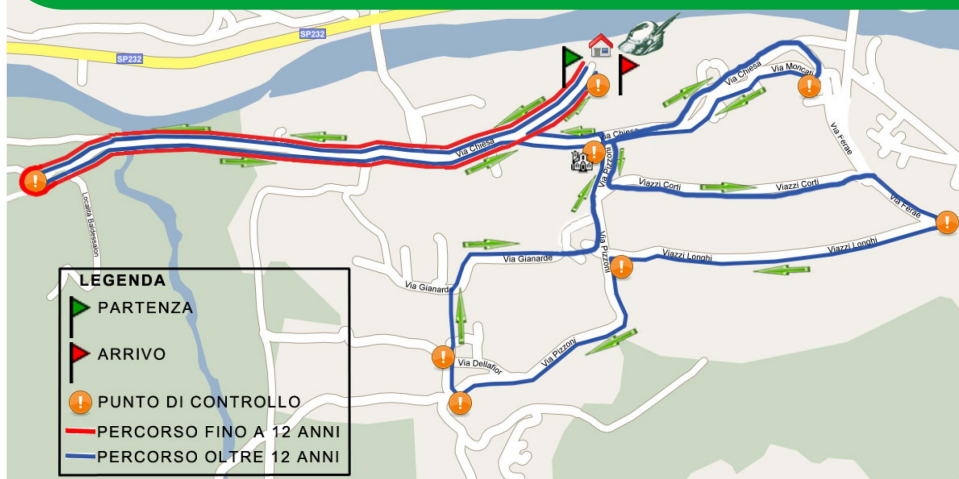 SP232
SP232
Via Chiesa
Via Moncati
Via Chiesa
Via Chiesa
Via Pizzoni
Via Ferae
Viazzi Corti
Viazzi Corti
Via Ferae
Località Baldessalon
Via Pizzoni
Viazzi Longhi
Viazzi Longhi
Via Gianarde
Via Gianarde
Via Pizzoni
Via Dellafior
LEGENDA
PARTENZA
ARRIVO
PUNTO DI CONTROLLO
PERCORSO FINO A 12 ANNI
PERCORSO OLTRE 12 ANNI